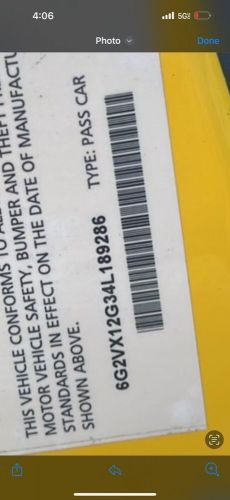 4:06
5G
Photo
Done
THIS VEHICLE CONFORMS TO
MOTOR VEHICLE SAFETY, BUMPER AND THEFT
STANDARDS IN EFFECT ON THE DATE OF MANUFACTU
SHOWN ABOVE.
6G2VX12G34L189286 TYPE: PASS CAR